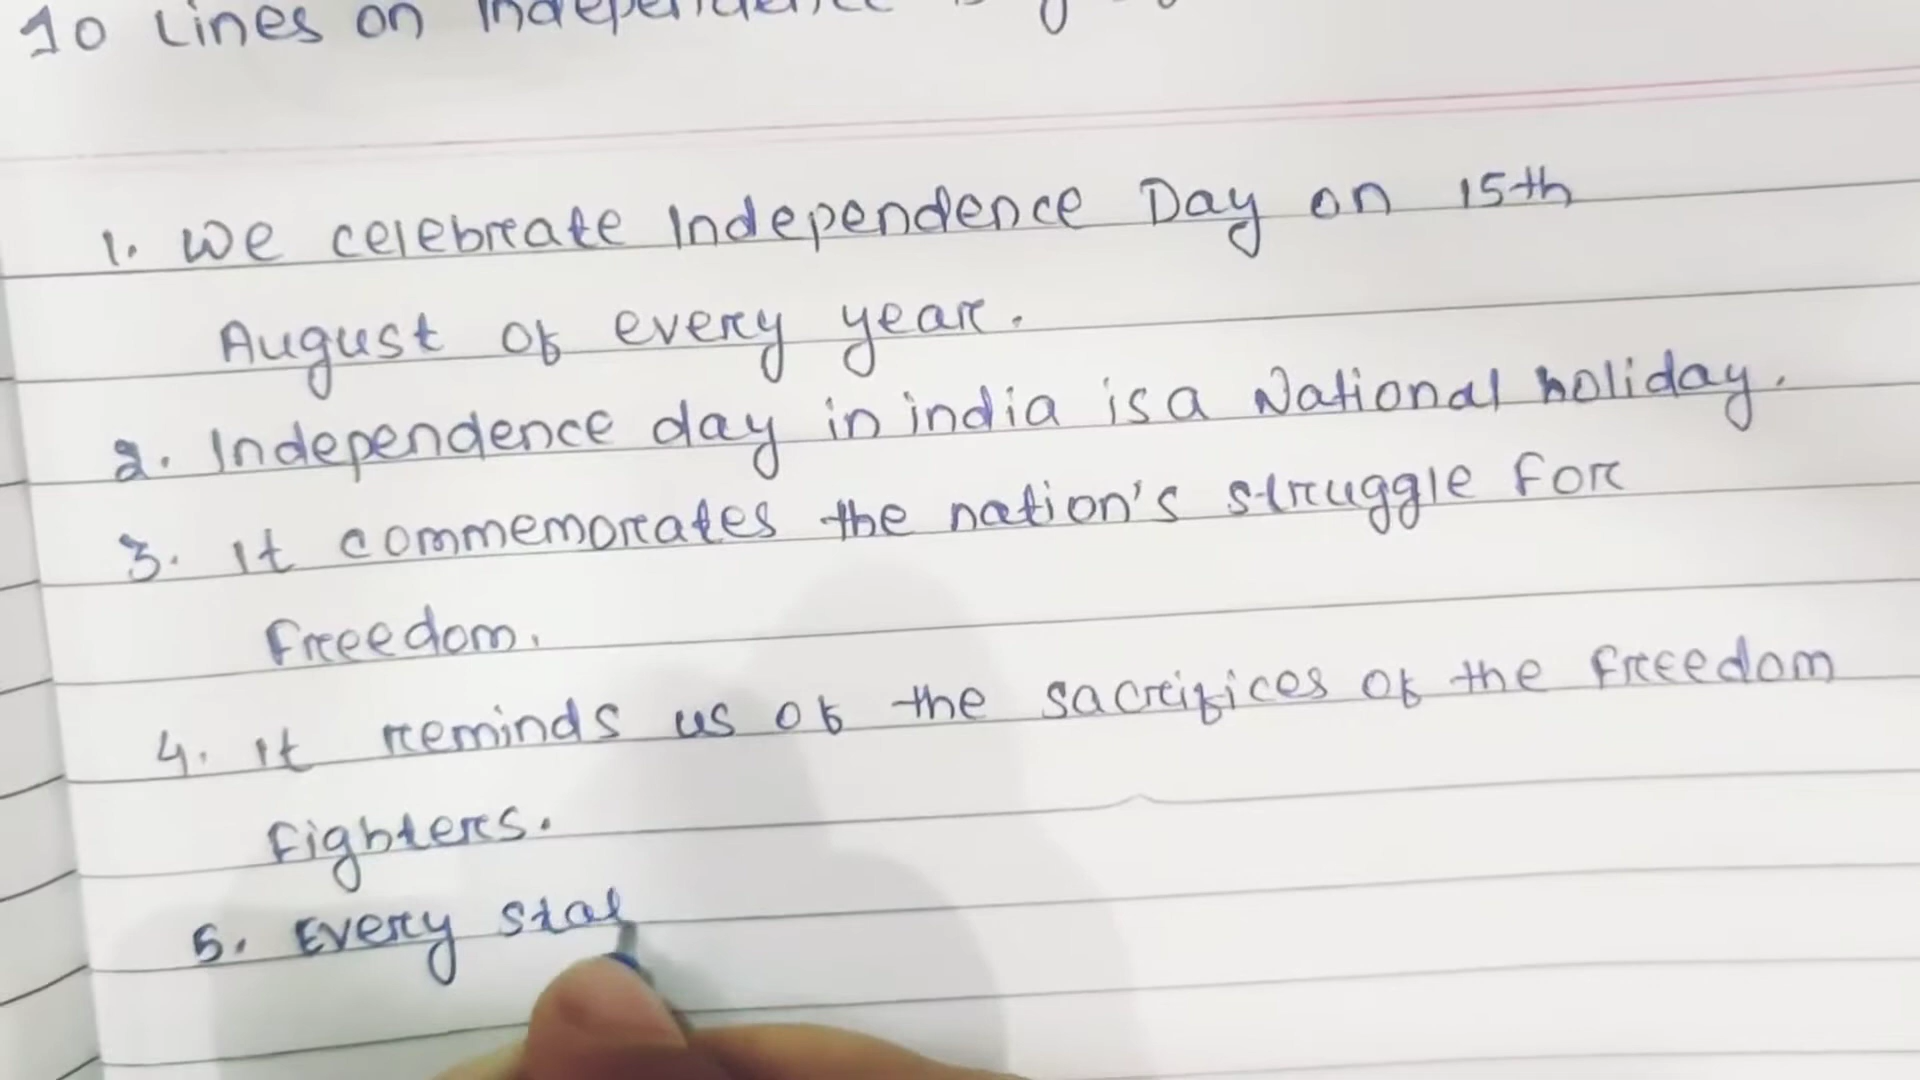 10 Lines on Independence
1. We celebrate Independence Day on 15th
August of every year.
2. Independence day in india is a National holiday.
3. It commemorates the nation's struggle for
freedom.
4. It reminds us of the sacrifices of the freedom
fighters.
5. Every stat